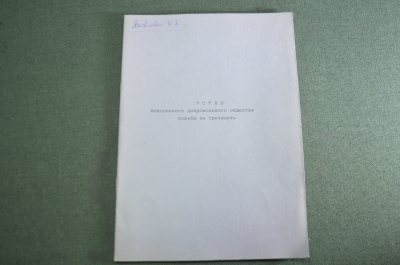 УСТАВ
Всесоюзного добровольного общества
борьбы за трезвость